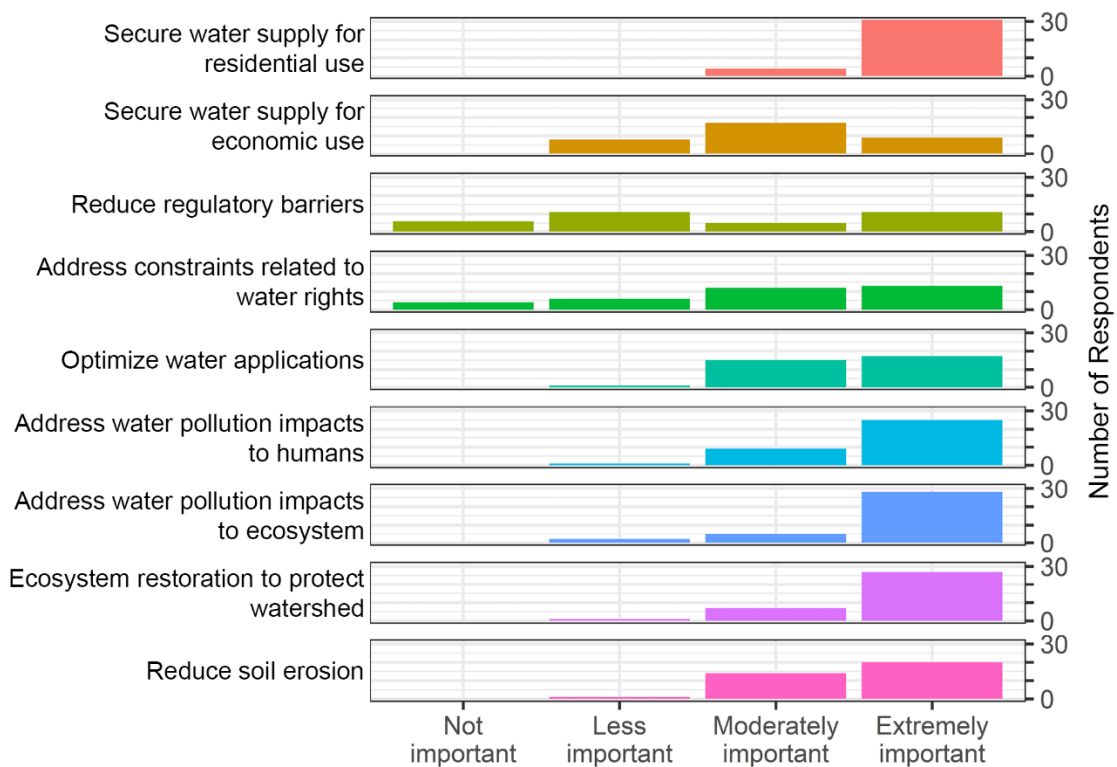 Secure water supply for
residential use
30
0
Secure water supply for
economic use
30
0
Reduce regulatory barriers
30
0
Address constraints related to
water rights
30
0
Optimize water applications
30
0
Address water pollution impacts
to humans
30
0
Address water pollution impacts
to ecosystem
30
0
Ecosystem restoration to protect
watershed
30
0
Reduce soil erosion
30
0
Number of Respondents
Not
important
Less
important
Moderately
important
Extremely
important